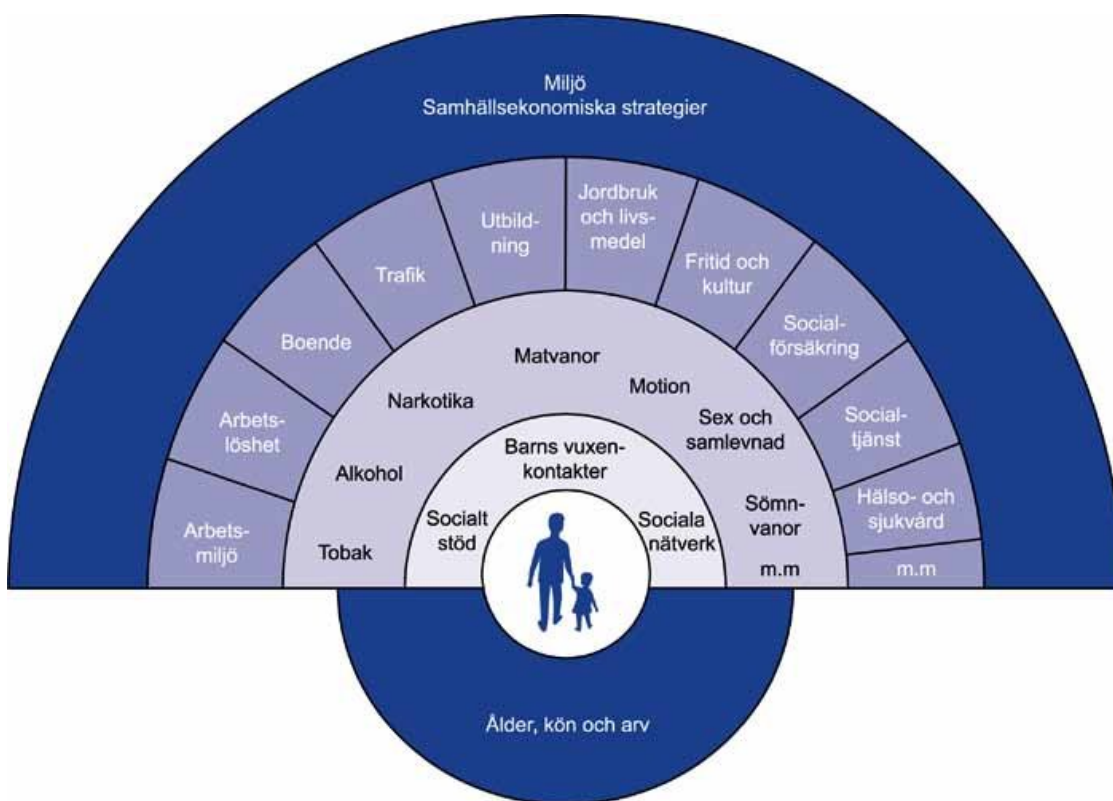 Miljö
Samhällsekonomiska strategier
Arbets-
miljö
Arbets-
löshet
Boende
Trafik
Utbild-
ning
Jordbruk
och livs-
medel
Fritid och
kultur
Social-
försäkring
Social-
tjänst
Hälso- och
sjukvård
m.m
Tobak
Alkohol
Narkotika
Matvanor
Motion
Sex och
samlevnad
Sömn-
vanor
m.m
Socialt
stöd
Barns vuxen-
kontakter
Sociala
nätverk
Ålder, kön och arv